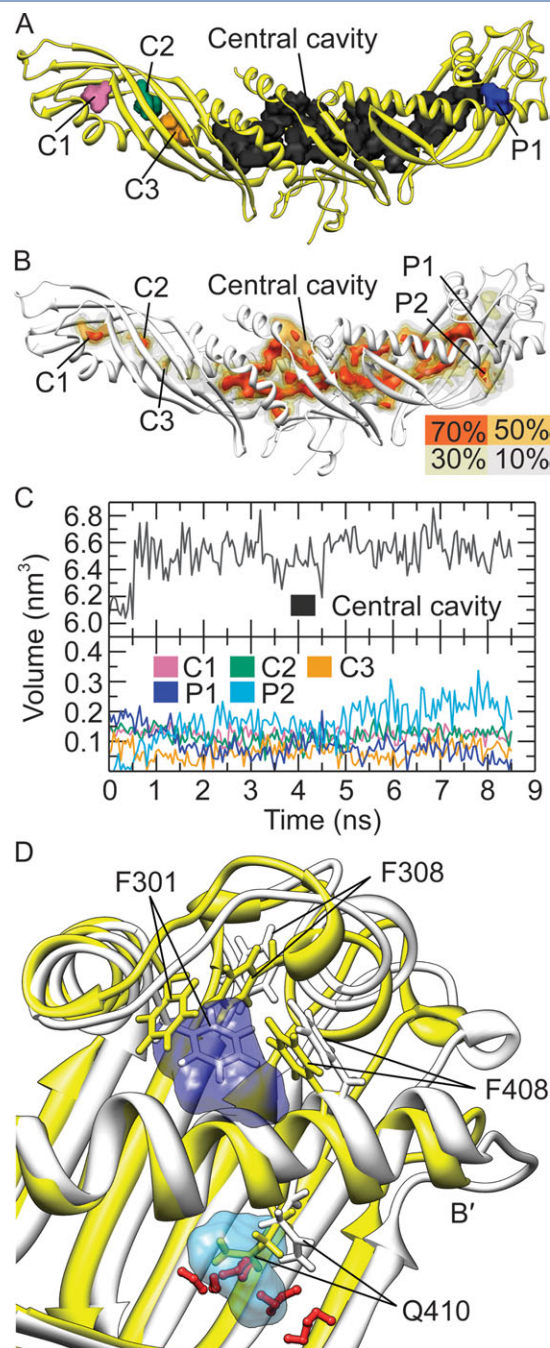 A
Central cavity
C2
C1
C3
P1
B
Central cavity
P1
C2
P2
C1
C3
70% 50%
30% 10%
C
Volume (nm³)
6.8
6.6
6.4
6.2
6.0
Central cavity
0.4
0.3
0.2
0.1
C1 C2 C3
P1 P2
0 1 2 3 4 5 6 7 8 9
Time (ns)
D
F301
F308
F408
B′
Q410